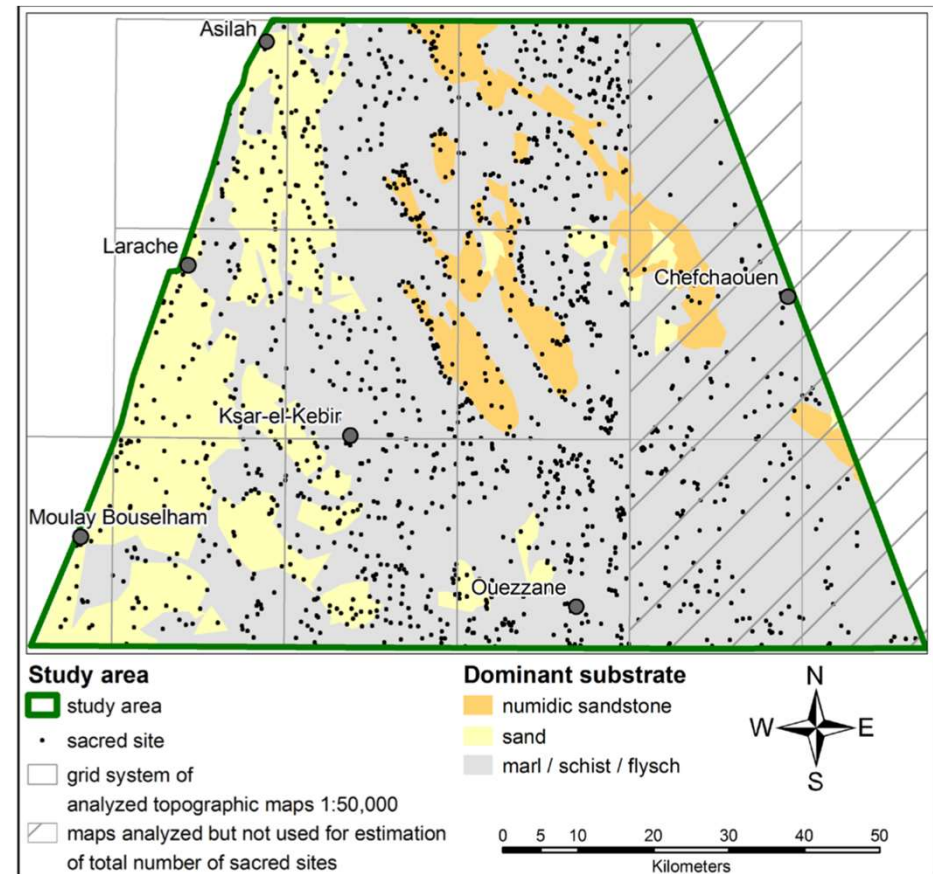 Asilah
Larache
Chefchaouen
Ksar-el-Kebir
Moulay Bouselham
Ouezzane
Study area
study area
sacred site
grid system of
analyzed topographic maps 1:50,000
maps analyzed but not used for estimation
of total number of sacred sites
Dominant substrate
numidic sandstone
sand
marl / schist / flysch
N
W E
S
0 5 10 20 30 40 50
Kilometers